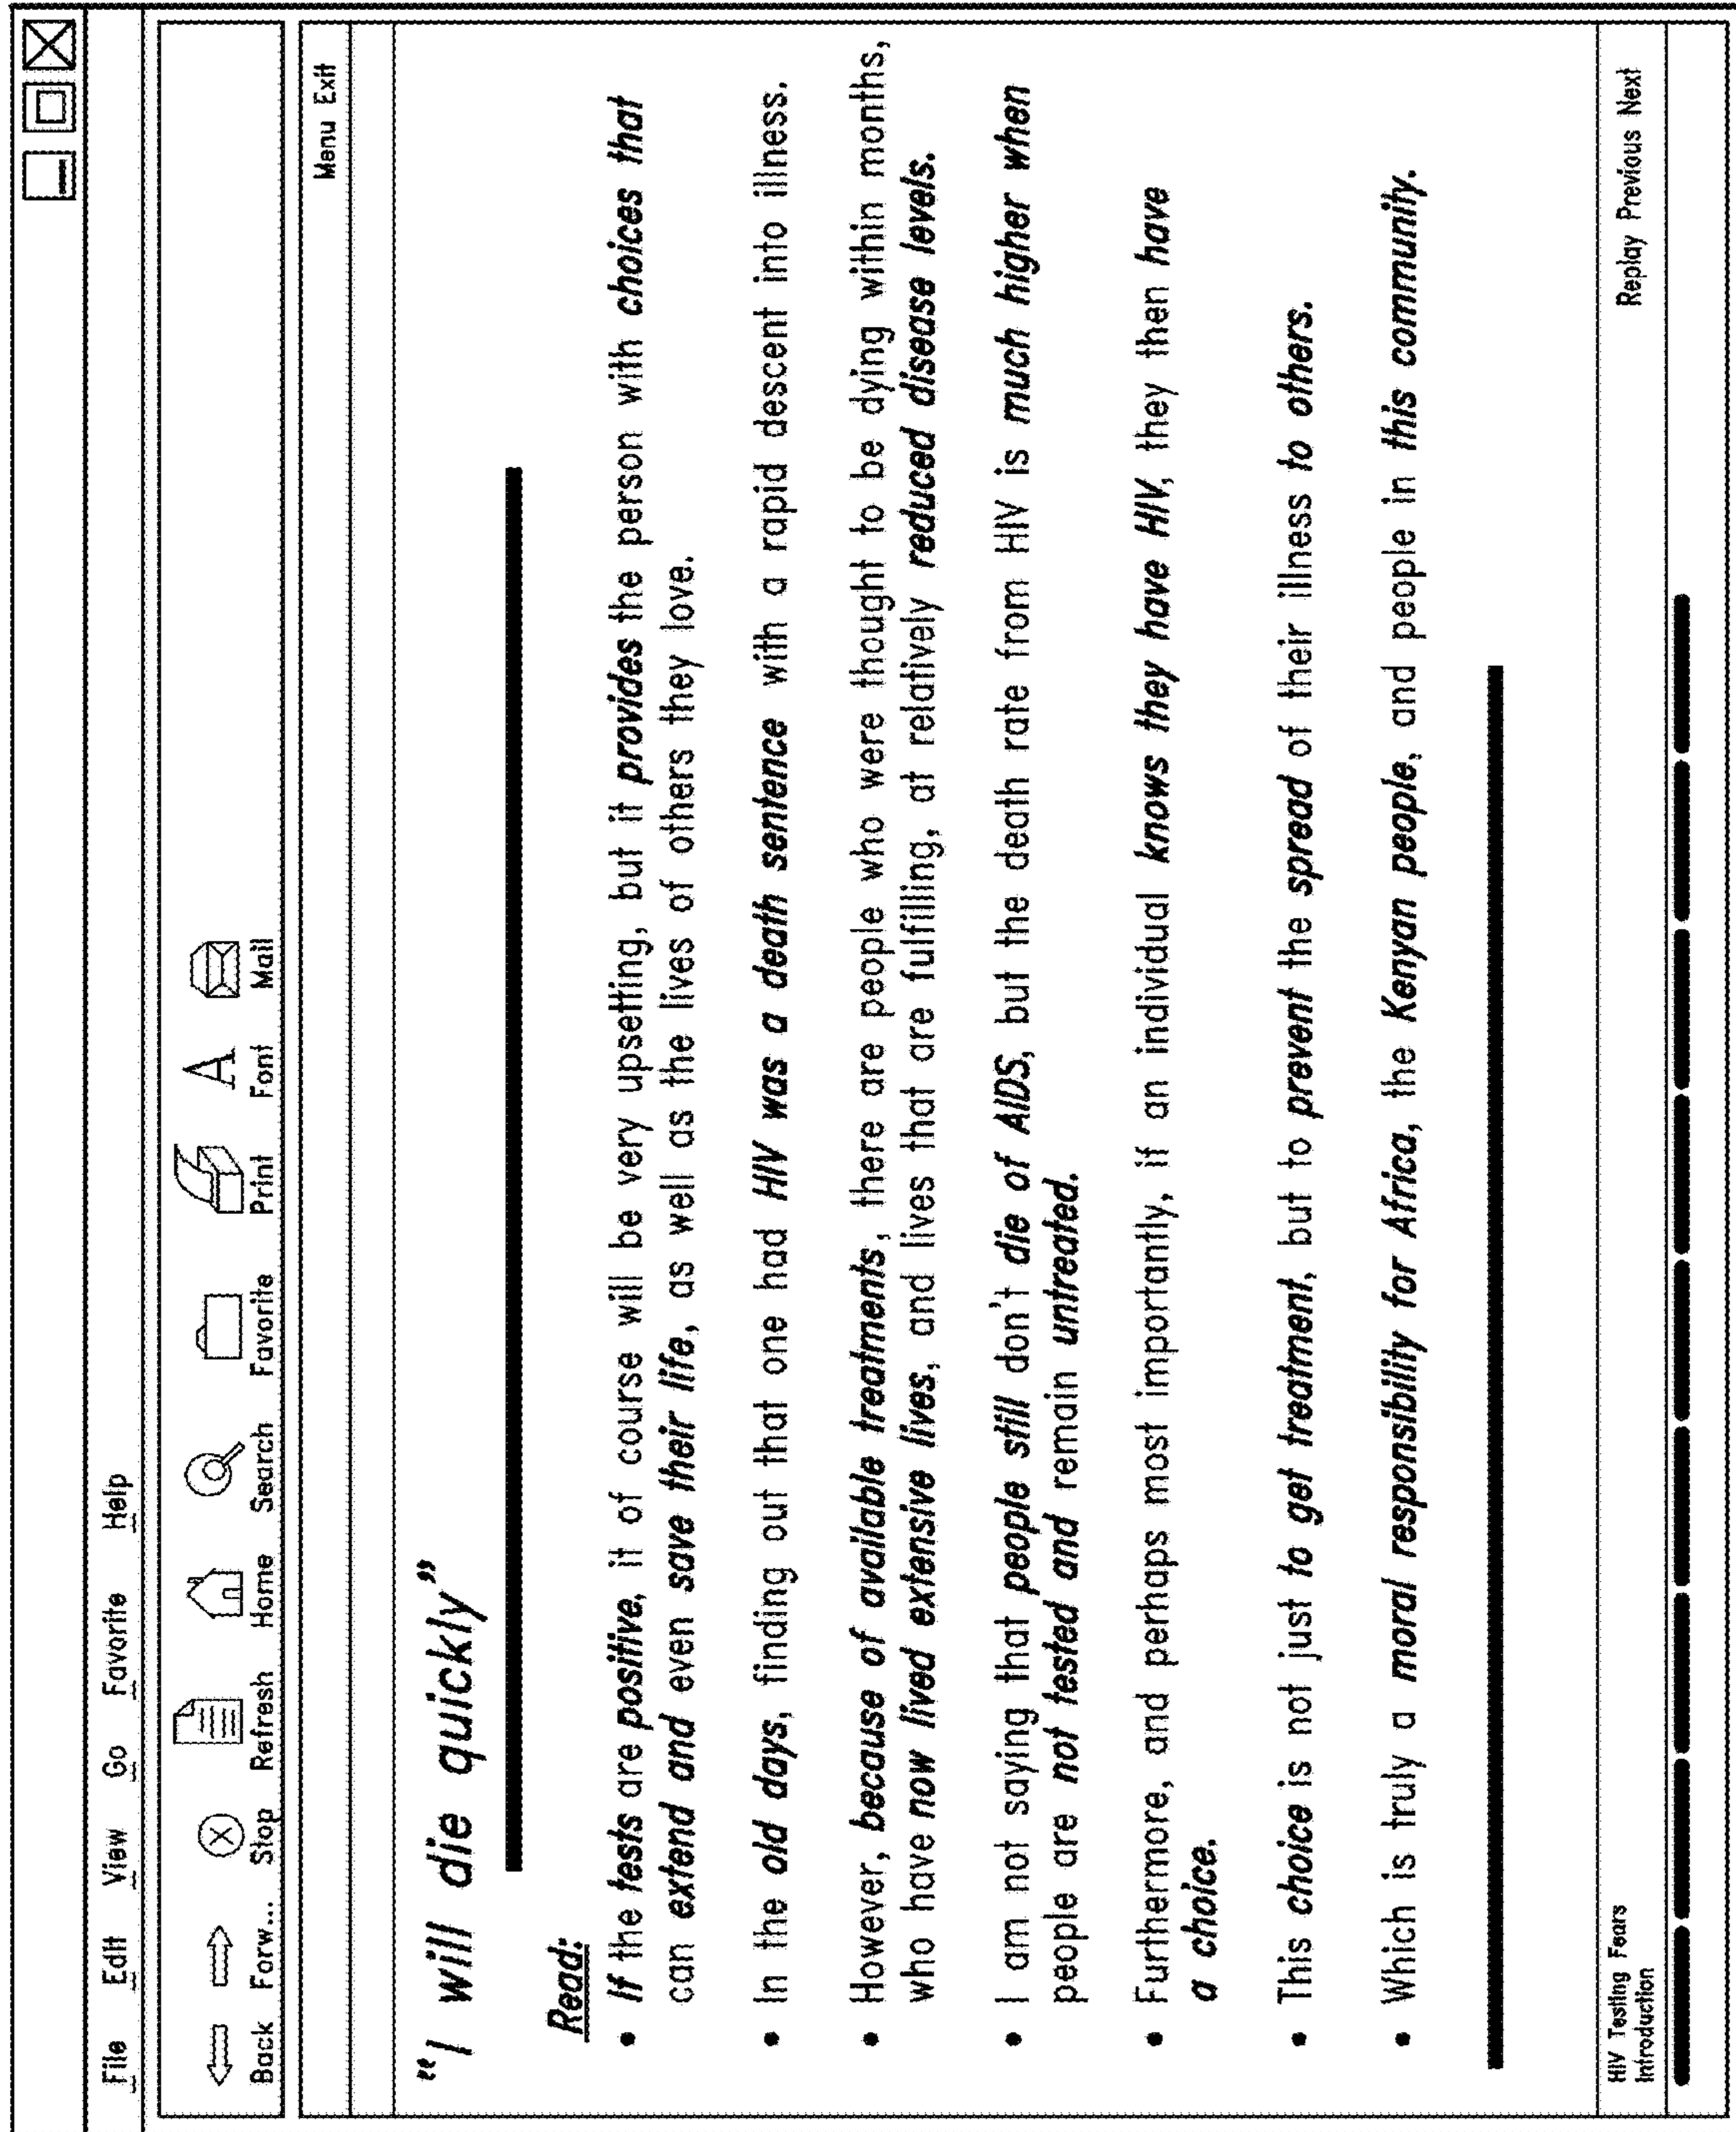 File Edit View Go Favorite Help
Back Forw... Stop Refresh Home Search Favorite Print Font Mail
Menu Exit
"I will die quickly"
Read:
• If the tests are positive, it of course will be very upsetting, but it provides the person with choices that
can extend and even save their life, as well as the lives of others they love.
• In the old days, finding out that one had HIV was a death sentence with a rapid descent into illness.
• However, because of available treatments, there are people who were thought to be dying within months,
who have now lived extensive lives, and lives that are fulfilling, at relatively reduced disease levels.
• I am not saying that people still don't die of AIDS, but the death rate from HIV is much higher when
people are not tested and remain untreated.
• Furthermore, and perhaps most importantly, if an individual knows they have HIV, they then have
a choice.
• This choice is not just to get treatment, but to prevent the spread of their illness to others.
• Which is truly a moral responsibility for Africa, the Kenyan people, and people in this community.
HIV Testing Fears
Introduction
Replay Previous Next